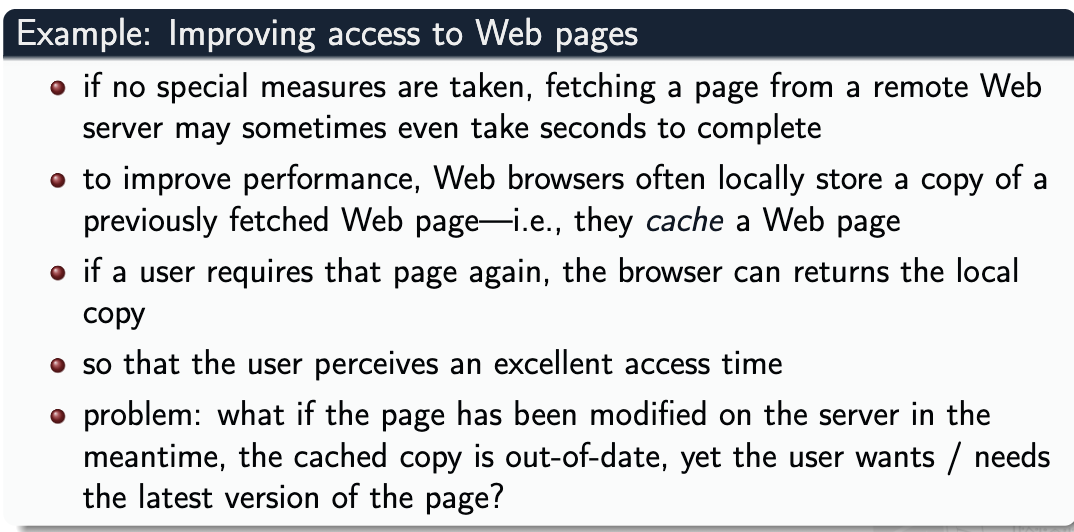 Example: Improving access to Web pages
if no special measures are taken, fetching a page from a remote Web
server may sometimes even take seconds to complete
to improve performance, Web browsers often locally store a copy of a
previously fetched Web page—i.e., they cache a Web page
if a user requires that page again, the browser can returns the local
copy
so that the user perceives an excellent access time
problem: what if the page has been modified on the server in the
meantime, the cached copy is out-of-date, yet the user wants / needs
the latest version of the page?